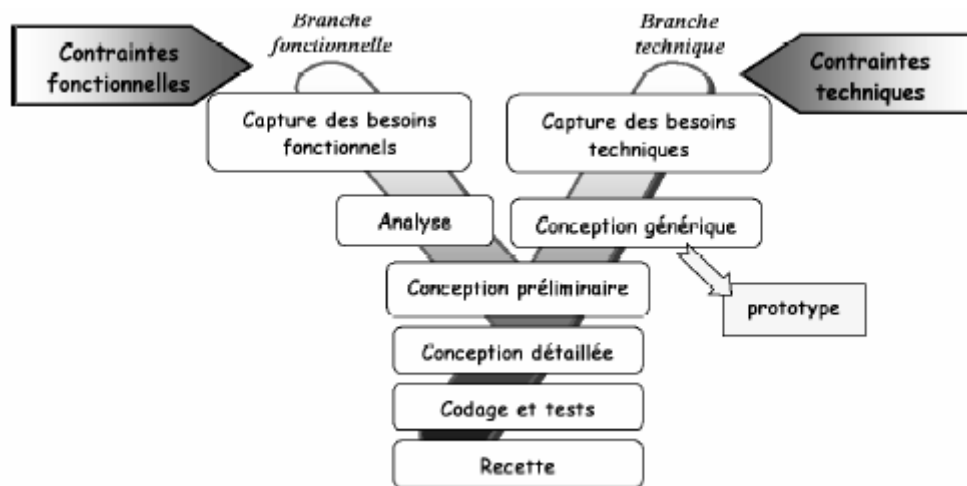 Branche
fonctionnelle
Branche
technique
Contraintes
fonctionnelles
Contraintes
techniques
Capture des besoins
fonctionnels
Capture des besoins
techniques
Analyse
Conception générique
Conception préliminaire
prototype
Conception détaillée
Codage et tests
Recette